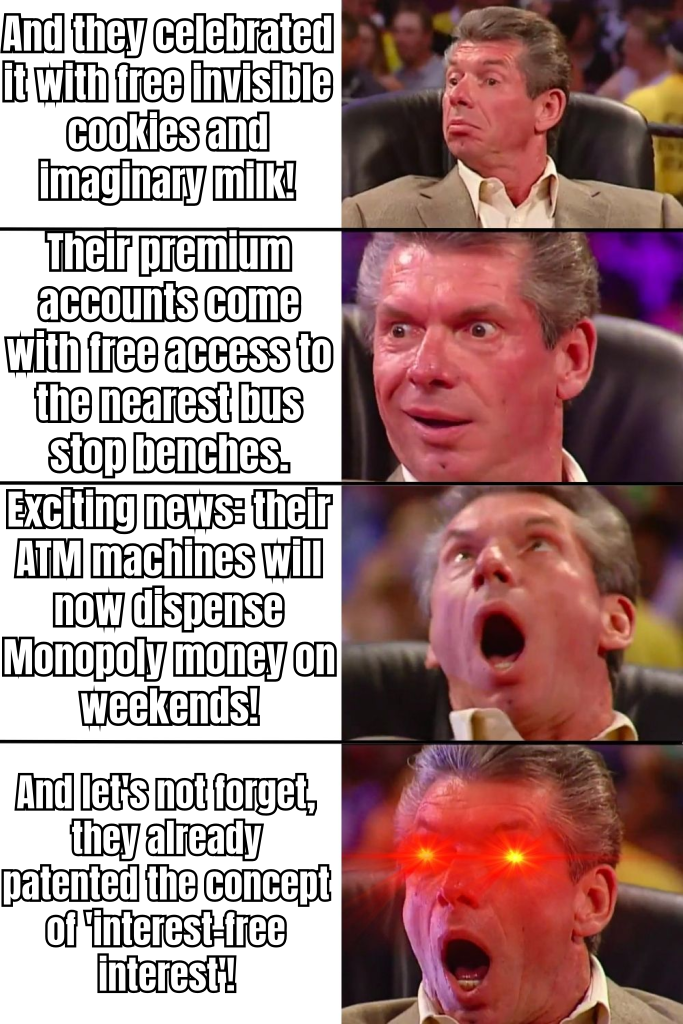 And they celebrated
it with free invisible
cookies and
imaginary milk!
Their premium
accounts come
with free access to
the nearest bus
stop benches.
Exciting news: their
ATM machines will
now dispense
Monopoly money on
weekends!
And let's not forget,
they already
patented the concept
of 'interest-free
interest'!